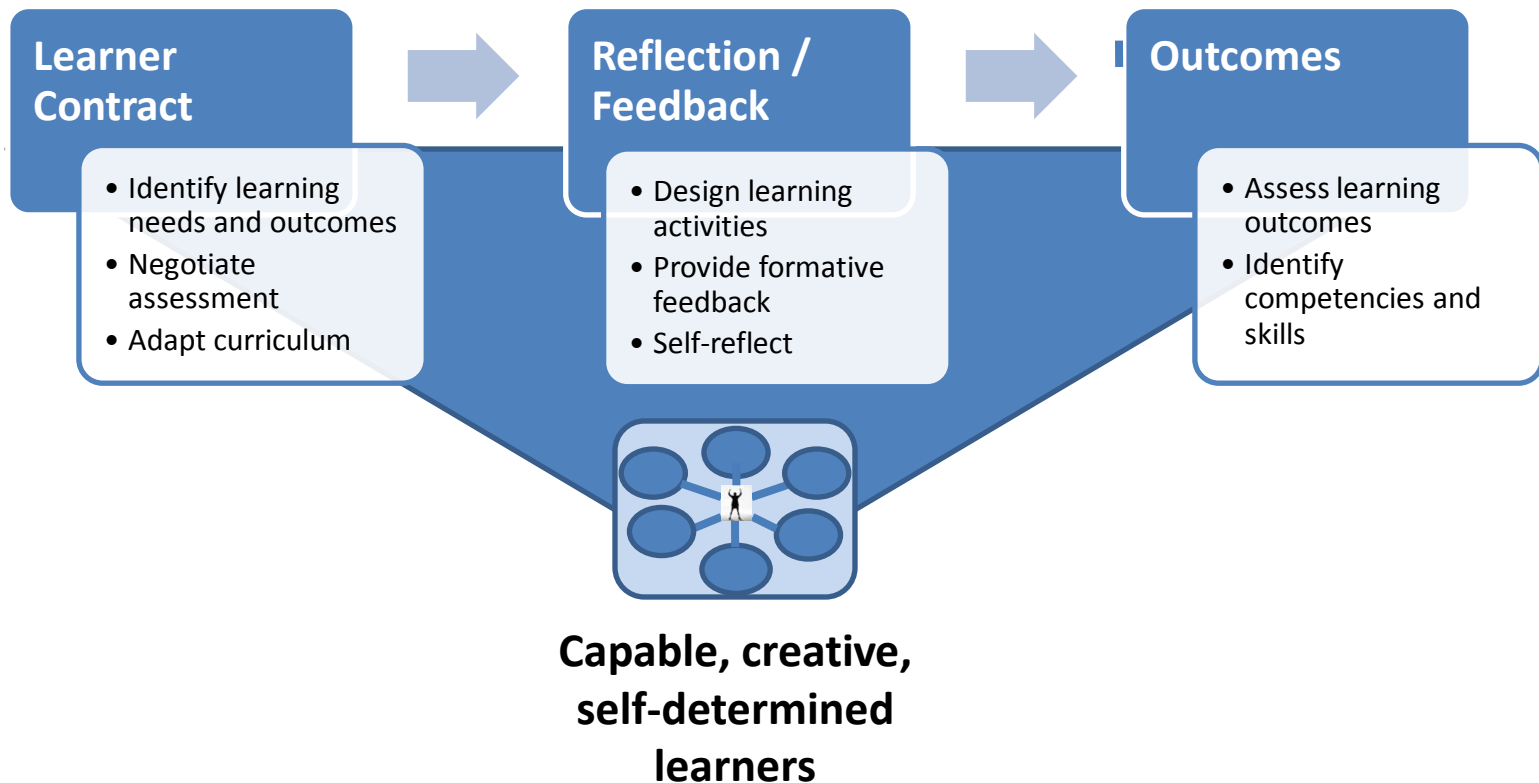 Learner
Contract
• Identify learning
needs and outcomes
• Negotiate
assessment
• Adapt curriculum
Reflection /
Feedback
• Design learning
activities
• Provide formative
feedback
• Self-reflect
Outcomes
• Assess learning
outcomes
• Identify
competencies and
skills
Capable, creative,
self-determined
learners